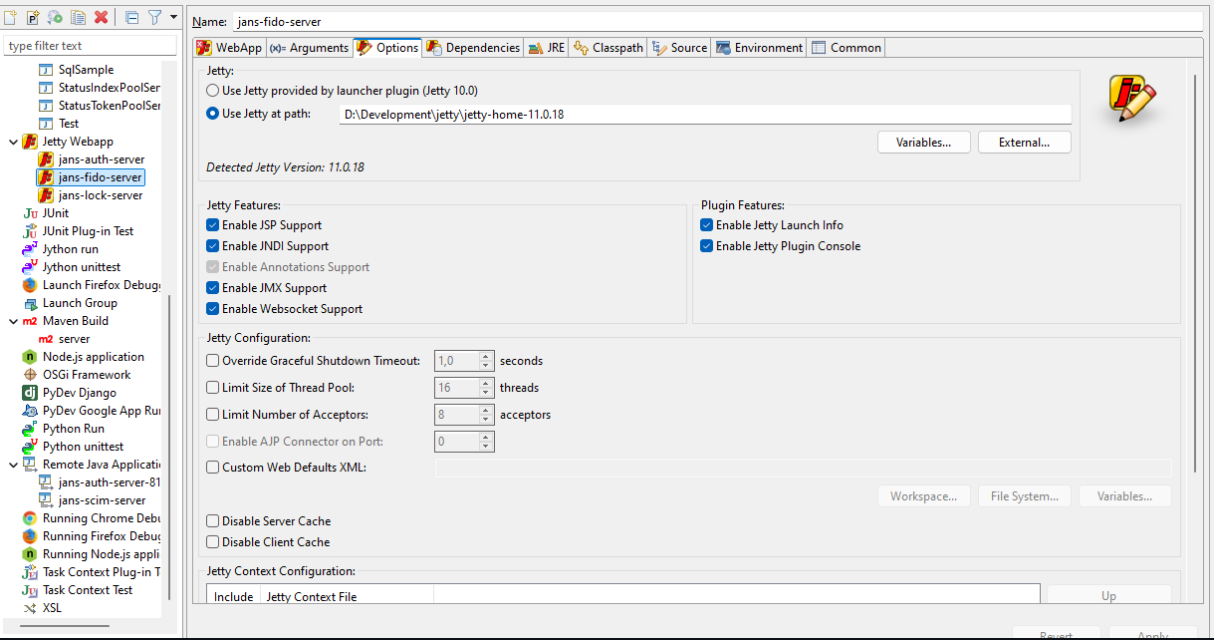 Name: jans-fido-server
type filter text
SqlSample
StatusIndexPoolSer
StatusTokenPoolSer
Test
Jetty Webapp
jans-auth-server
jans-fido-server
jans-lock-server
JUnit
JUnit Plug-in Test
Jython run
Jython unittest
Launch Firefox Debug
Launch Group
Maven Build
m2 server
Node.js application
OSGi Framework
PyDev Django
PyDev Google App Ru
Python Run
Python unittest
Remote Java Applicati
jans-auth-server-81
jans-scim-server
Running Chrome Deb
Running Firefox Debu
Running Node.js appli
Task Context Plug-in T
Task Context Test
XSL
WebApp (x)= Arguments Options Dependencies JRE Classpath Source Environment Common
Jetty:
Use Jetty provided by launcher plugin (Jetty 10.0)
Use Jetty at path: D:\Development\jetty\jetty-home-11.0.18
Variables... External...
Detected Jetty Version: 11.0.18
Jetty Features:
Enable JSP Support
Enable JNDI Support
Enable Annotations Support
Enable JMX Support
Enable Websocket Support
Plugin Features:
Enable Jetty Launch Info
Enable Jetty Plugin Console
Jetty Configuration:
Override Graceful Shutdown Timeout: 1,0 seconds
Limit Size of Thread Pool: 16 threads
Limit Number of Acceptors: 8 acceptors
Enable AJP Connector on Port: 0
Custom Web Defaults XML:
Workspace... File System... Variables...
Disable Server Cache
Disable Client Cache
Jetty Context Configuration:
Include Jetty Context File
Up
Revert Apply